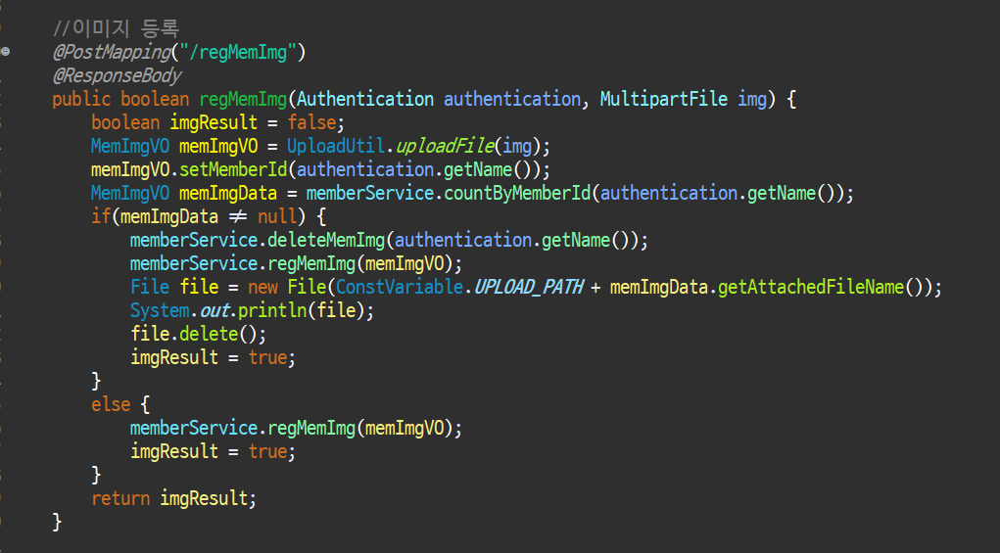 //이미지 등록
@PostMapping("/regMemImg")
@ResponseBody
public boolean regMemImg(Authentication authentication, MultipartFile img) {
boolean imgResult = false;
MemImgVO memImgVO = UploadUtil.uploadFile(img);
memImgVO.setMemberId(authentication.getName());
MemImgVO memImgData = memberService.countByMemberId(authentication.getName());
if(memImgData ≠ null) {
memberService.deleteMemImg(authentication.getName());
memberService.regMemImg(memImgVO);
File file = new File(ConstVariable.UPLOAD_PATH + memImgData.getAttachedFileName());
System.out.println(file);
file.delete();
imgResult = true;
}
else {
memberService.regMemImg(memImgVO);
imgResult = true;
}
return imgResult;
}